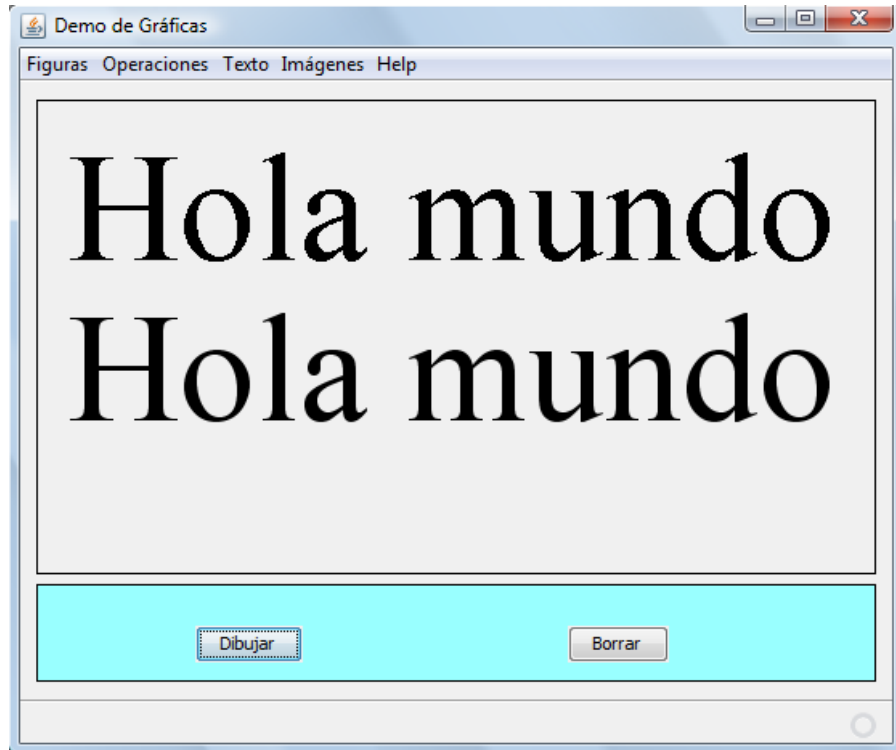 Demo de Gráficas
Figuras Operaciones Texto Imágenes Help
Hola mundo
Hola mundo
Dibujar Borrar